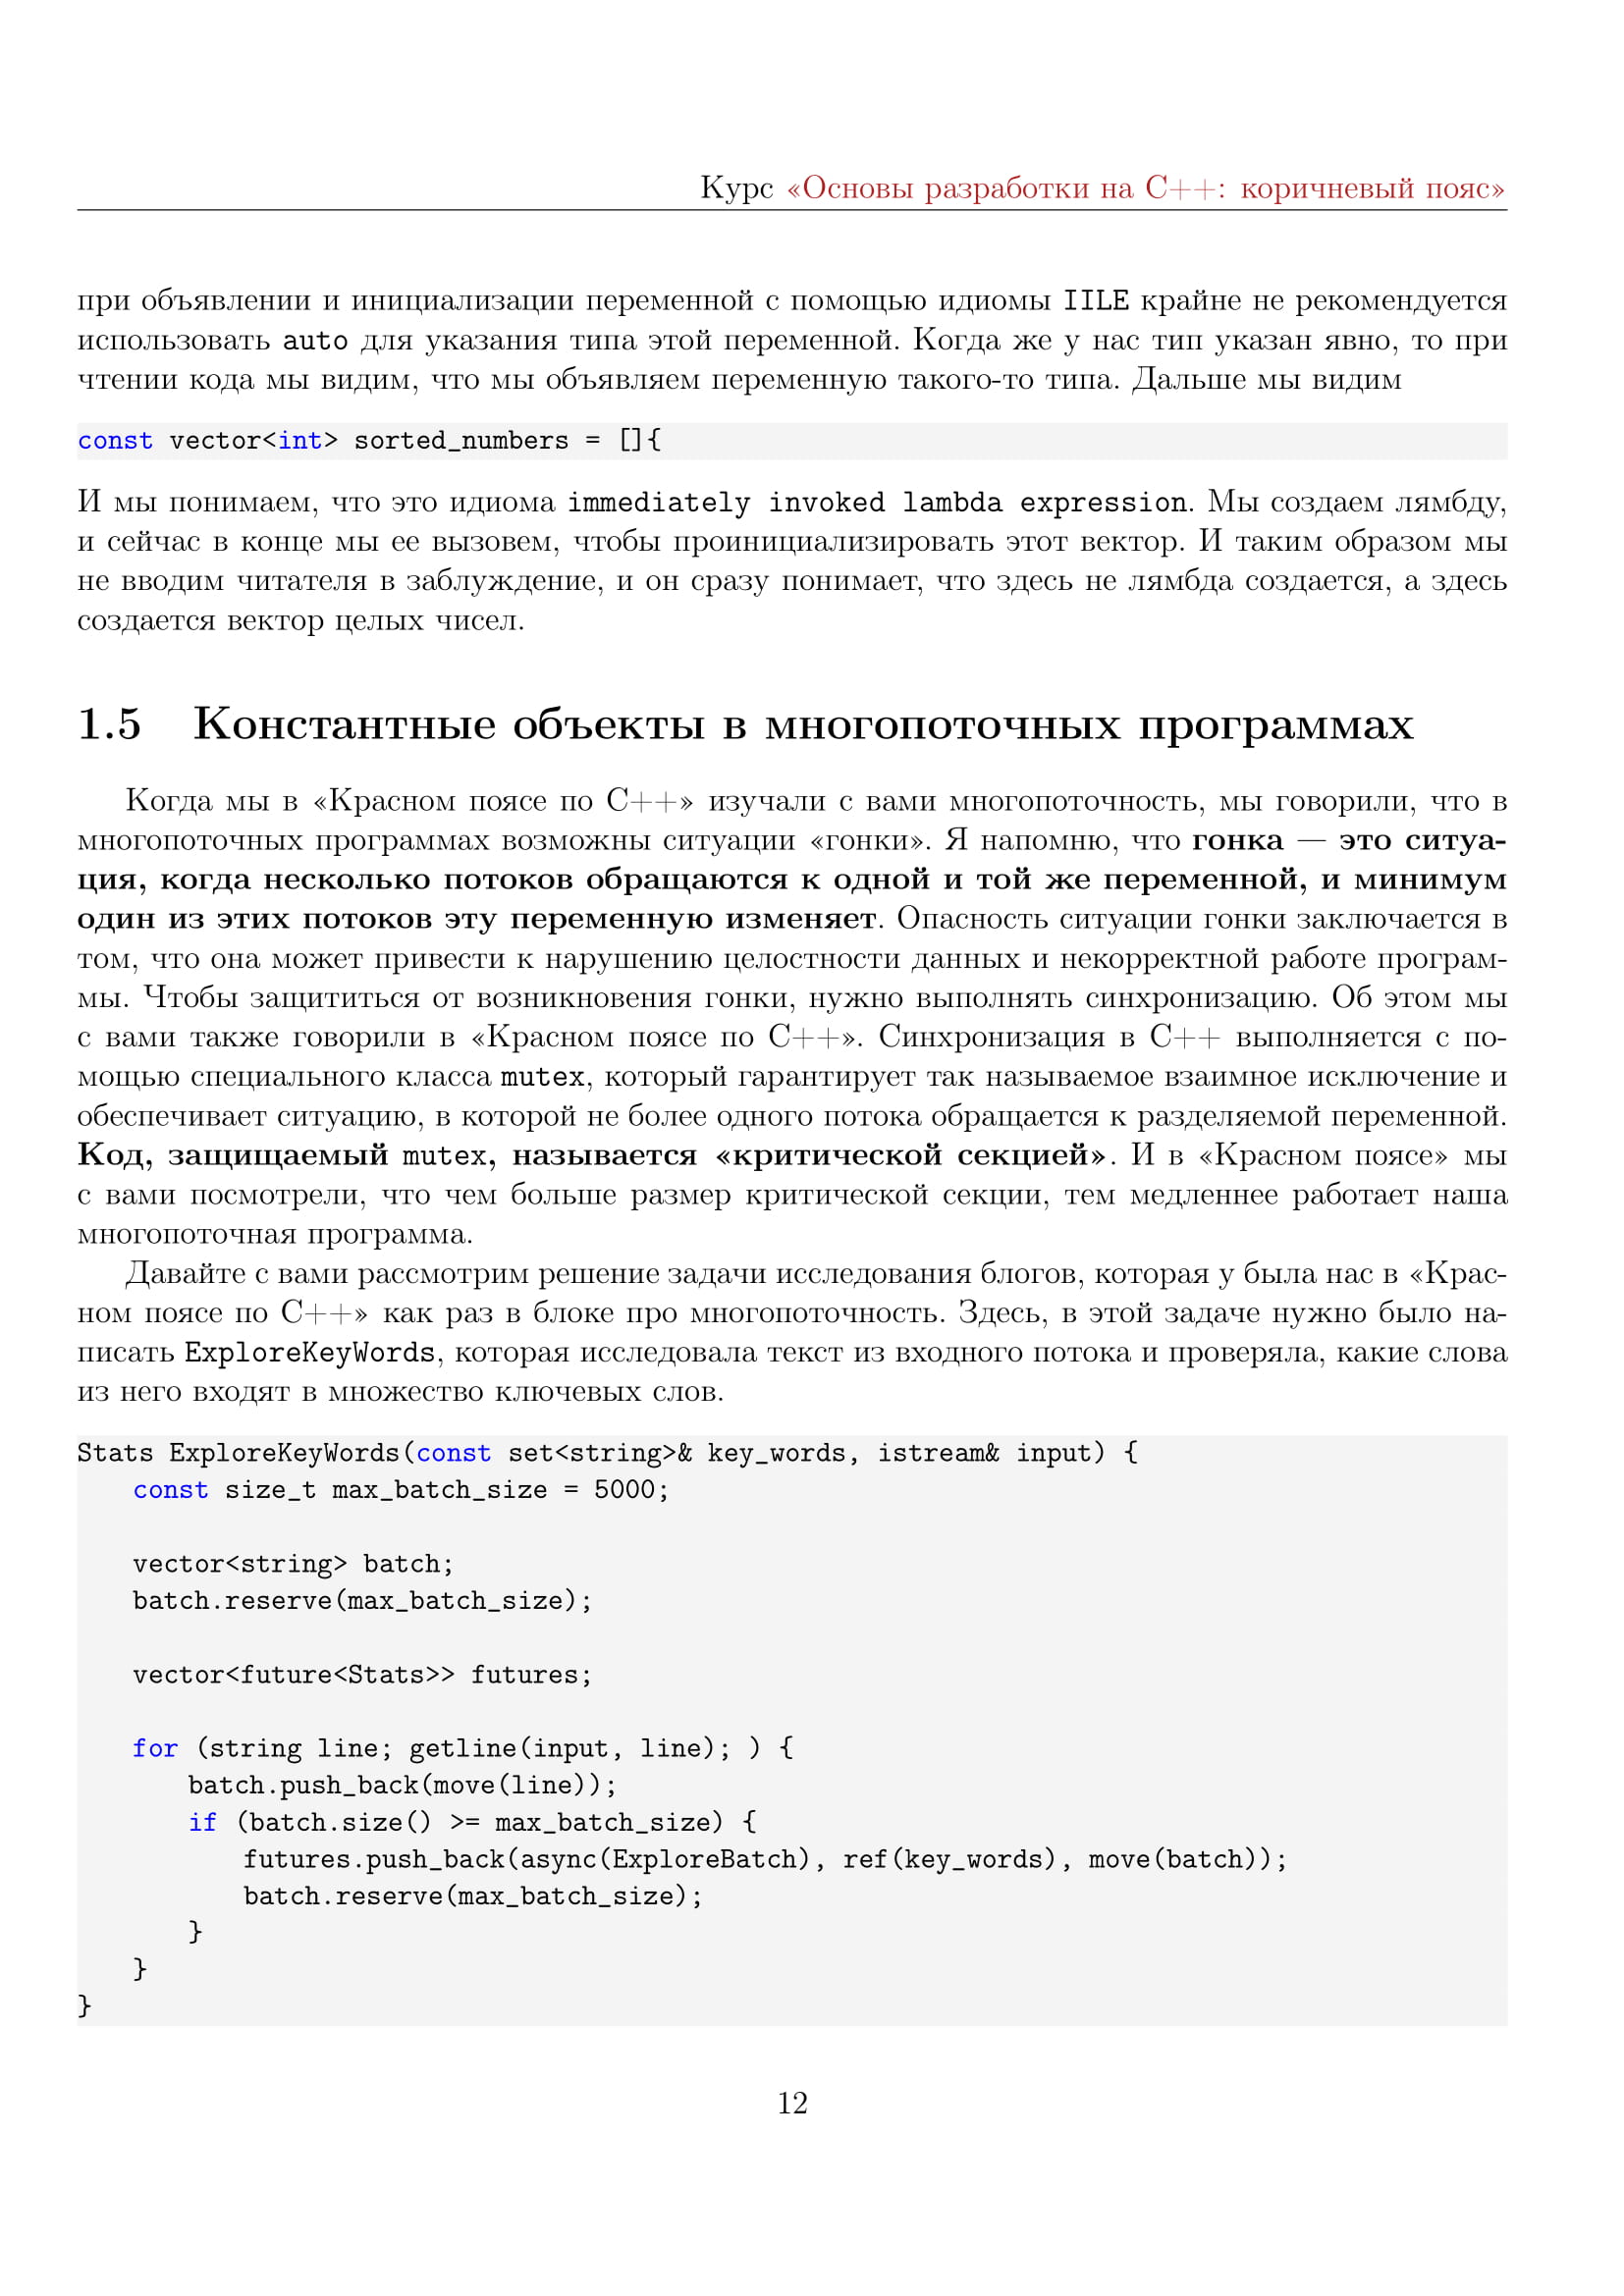 Курс «Основы разработки на C++: коричневый пояс»
при объявлении и инициализации переменной с помощью идиомы IILE крайне не рекомендуется
использовать auto для указания типа этой переменной. Когда же у нас тип указан явно, то при
чтении кода мы видим, что мы объявляем переменную такого-то типа. Дальше мы видим
const vector<int> sorted_numbers = []{
И мы понимаем, что это идиома immediately invoked lambda expression. Мы создаем лямбду,
и сейчас в конце мы ее вызовем, чтобы проинициализировать этот вектор. И таким образом мы
не вводим читателя в заблуждение, и он сразу понимает, что здесь не лямбда создается, а здесь
создается вектор целых чисел.
1.5 Константные объекты в многопоточных программах
Когда мы в «Красном поясе по C++» изучали с вами многопоточность, мы говорили, что в
многопоточных программах возможны ситуации «гонки». Я напомню, что гонка — это ситуа-
ция, когда несколько потоков обращаются к одной и той же переменной, и минимум
один из этих потоков эту переменную изменяет. Опасность ситуации гонки заключается в
том, что она может привести к нарушению целостности данных и некорректной работе програм-
мы. Чтобы защититься от возникновения гонки, нужно выполнять синхронизацию. Об этом мы
с вами также говорили в «Красном поясе по C++». Синхронизация в C++ выполняется с по-
мощью специального класса mutex, который гарантирует так называемое взаимное исключение и
обеспечивает ситуацию, в которой не более одного потока обращается к разделяемой переменной.
Код, защищаемый mutex, называется «критической секцией». И в «Красном поясе» мы
с вами посмотрели, что чем больше размер критической секции, тем медленнее работает наша
многопоточная программа.
Давайте с вами рассмотрим решение задачи исследования блогов, которая у была нас в «Крас-
ном поясе по C++» как раз в блоке про многопоточность. Здесь, в этой задаче нужно было на-
писать ExploreKeyWords, которая исследовала текст из входного потока и проверяла, какие слова
из него входят в множество ключевых слов.
Stats ExploreKeyWords(const set<string>& key_words, istream& input) {
    const size_t max_batch_size = 5000;
    vector<string> batch;
    batch.reserve(max_batch_size);
    vector<future<Stats>> futures;
    for (string line; getline(input, line); ) {
        batch.push_back(move(line));
        if (batch.size() >= max_batch_size) {
            futures.push_back(async(ExploreBatch), ref(key_words), move(batch));
            batch.reserve(max_batch_size);
        }
    }
}
12